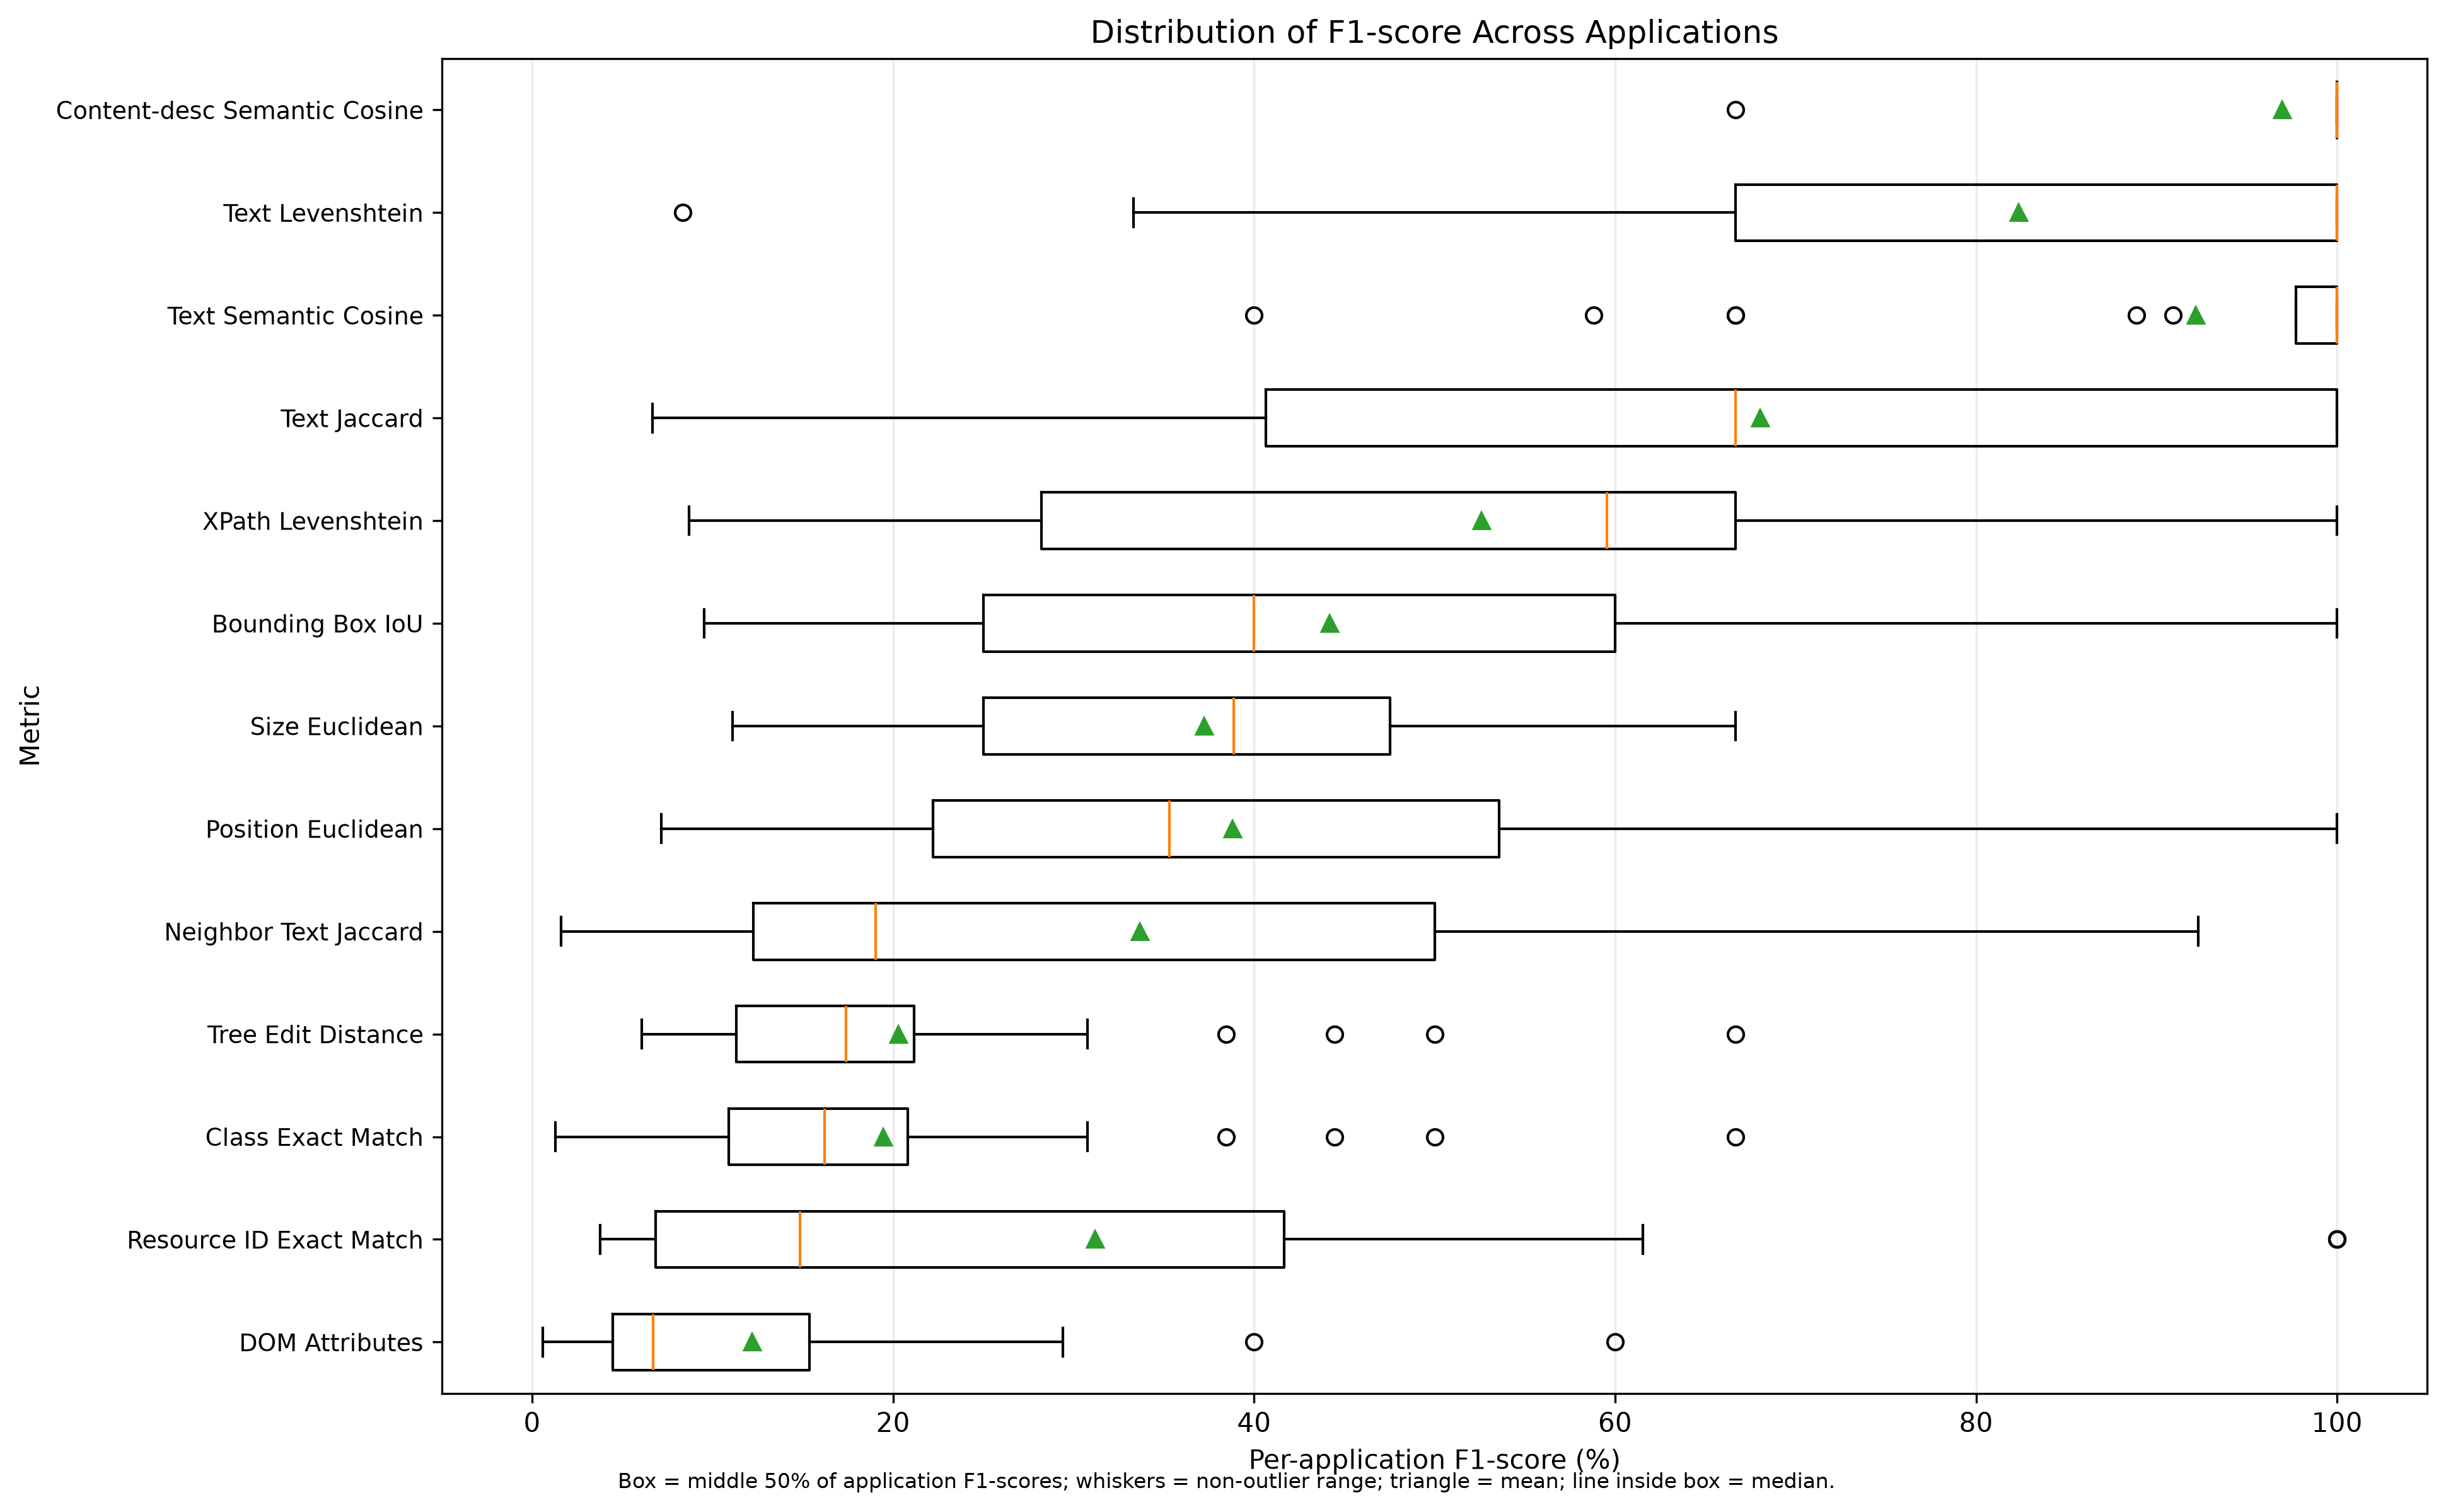 Distribution of F1-score Across Applications
Content-desc Semantic Cosine
Text Levenshtein
Text Semantic Cosine
Text Jaccard
XPath Levenshtein
Bounding Box IoU
Size Euclidean
Position Euclidean
Neighbor Text Jaccard
Tree Edit Distance
Class Exact Match
Resource ID Exact Match
DOM Attributes
Metric
0 20 40 60 80 100
Per-application F1-score (%)
Box = middle 50% of application F1-scores; whiskers = non-outlier range; triangle = mean; line inside box = median.